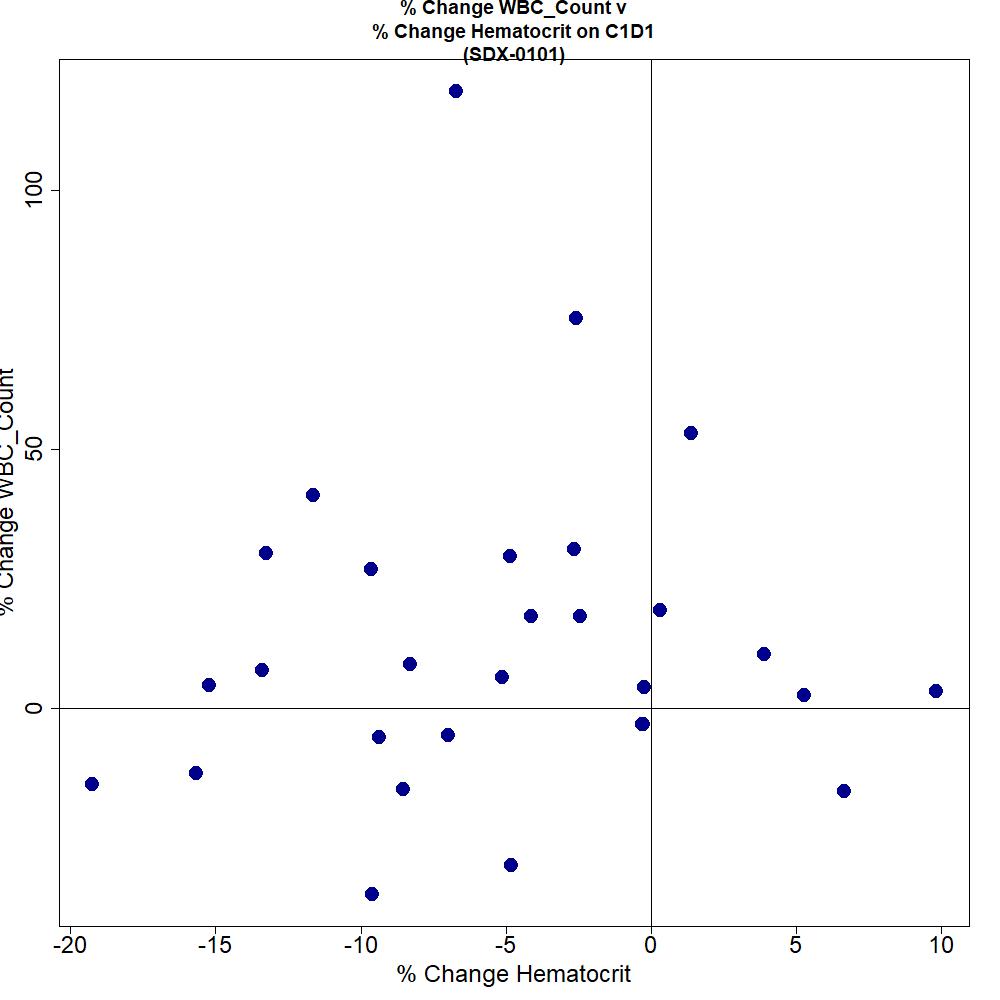 % Change WBC_Count v
% Change Hematocrit on C1D1
(SDX-0101)
% Change WBC_Count
100
50
0
-20 -15 -10 -5 0 5 10
% Change Hematocrit